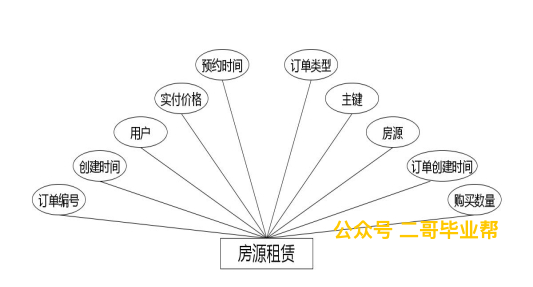 预约时间
订单类型
实付价格
主键
用户
房源
创建时间
订单创建时间
订单编号
购买数量
公众号 二哥毕业帮
房源租赁